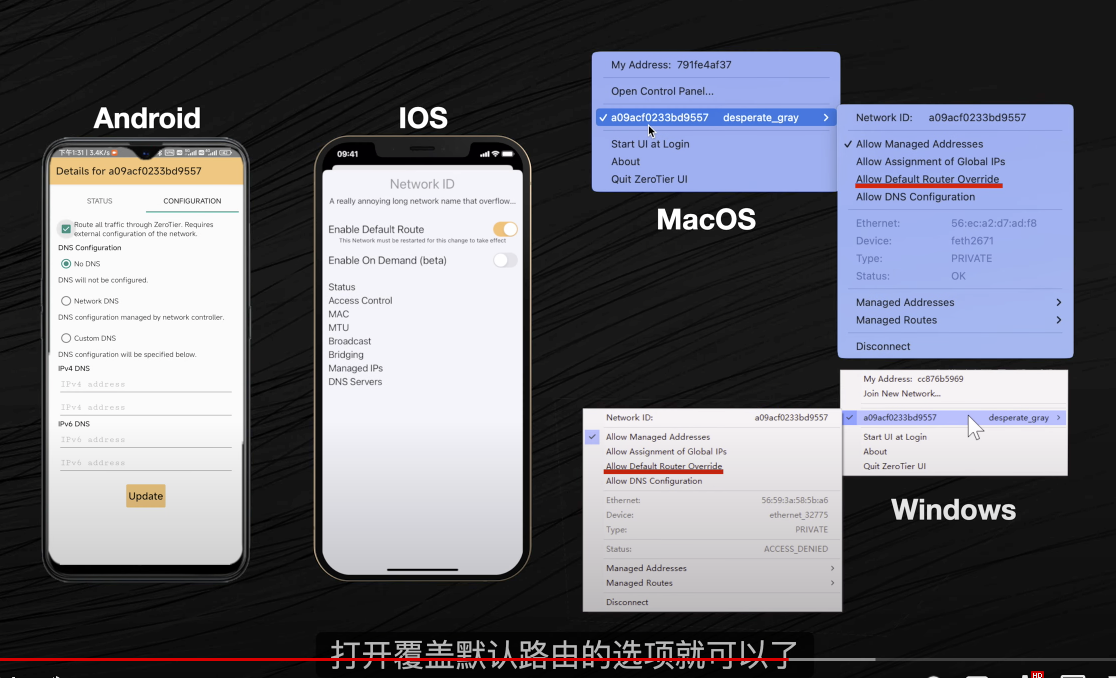 Android
下午1:31 | 3.4K/s
Details for a09acf0233bd9557
STATUS
CONFIGURATION
Route all traffic through ZeroTier. Requires
external configuration of the network.
DNS Configuration
No DNS
DNS will not be configured.
Network DNS
DNS configuration managed by network controller.
Custom DNS
DNS configuration will be specified below.
IPv4 DNS
IPv4 address
IPv4 address
IPv6 DNS
IPv6 address
IPv6 address
Update
IOS
09:41
Network ID
A really annoying long network name that overflow...
Enable Default Route
This Network must be restarted for this change to take effect
Enable On Demand (beta)
Status
Access Control
MAC
MTU
Broadcast
Bridging
Managed IPs
DNS Servers
My Address: 791fe4af37
Open Control Panel...
a09acf0233bd9557 desperate_gray
Start UI at Login
About
Quit ZeroTier UI
MacOS
Network ID: a09acf0233bd9557
Allow Managed Addresses
Allow Assignment of Global IPs
Allow Default Router Override
Allow DNS Configuration
Ethernet: 56:ec:a2:d7:ad:f8
Device: feth2671
Type: PRIVATE
Status: OK
Managed Addresses
Managed Routes
Disconnect
My Address: cc876b5969
Join New Network...
a09acf0233bd9557 desperate_gray
Start UI at Login
About
Quit ZeroTier UI
Windows
Network ID: a09acf0233bd9557
Allow Managed Addresses
Allow Assignment of Global IPs
Allow Default Router Override
Allow DNS Configuration
Ethernet: 56:59:3a:58:5b:a6
Device: ethernet_32775
Type: PRIVATE
Status: ACCESS_DENIED
Managed Addresses
Managed Routes
Disconnect
打开覆盖默认路由的选项就可以了
HD